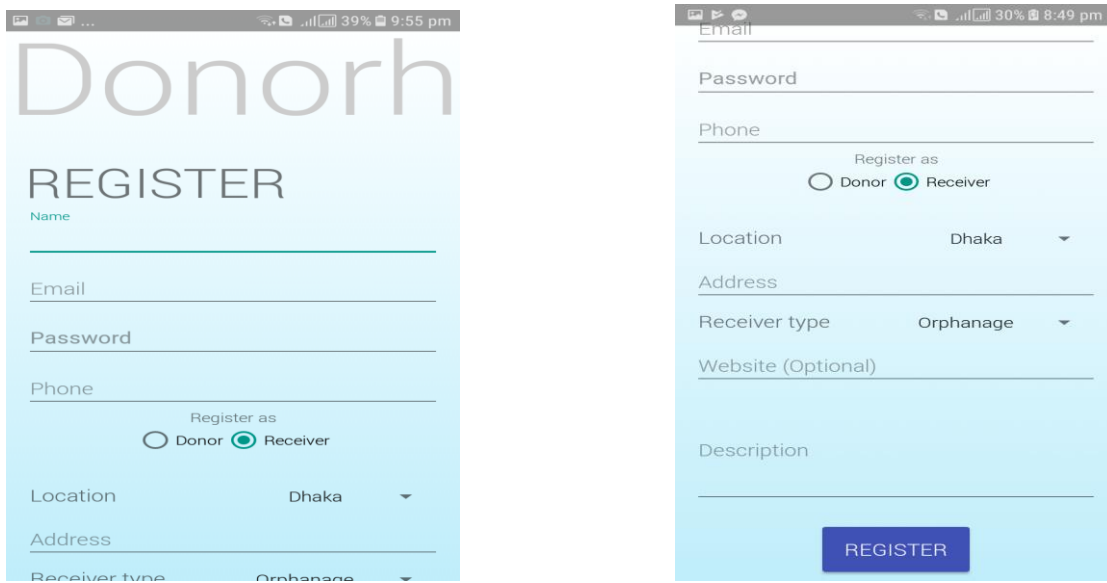 ... 39% 9:55 pm
Donorh
REGISTER
Name
Email
Password
Phone
Register as
Donor Receiver
Location Dhaka
Address
Receiver type Orphanage
30% 8:49 pm
Email
Password
Phone
Register as
Donor Receiver
Location Dhaka
Address
Receiver type Orphanage
Website (Optional)
Description
REGISTER